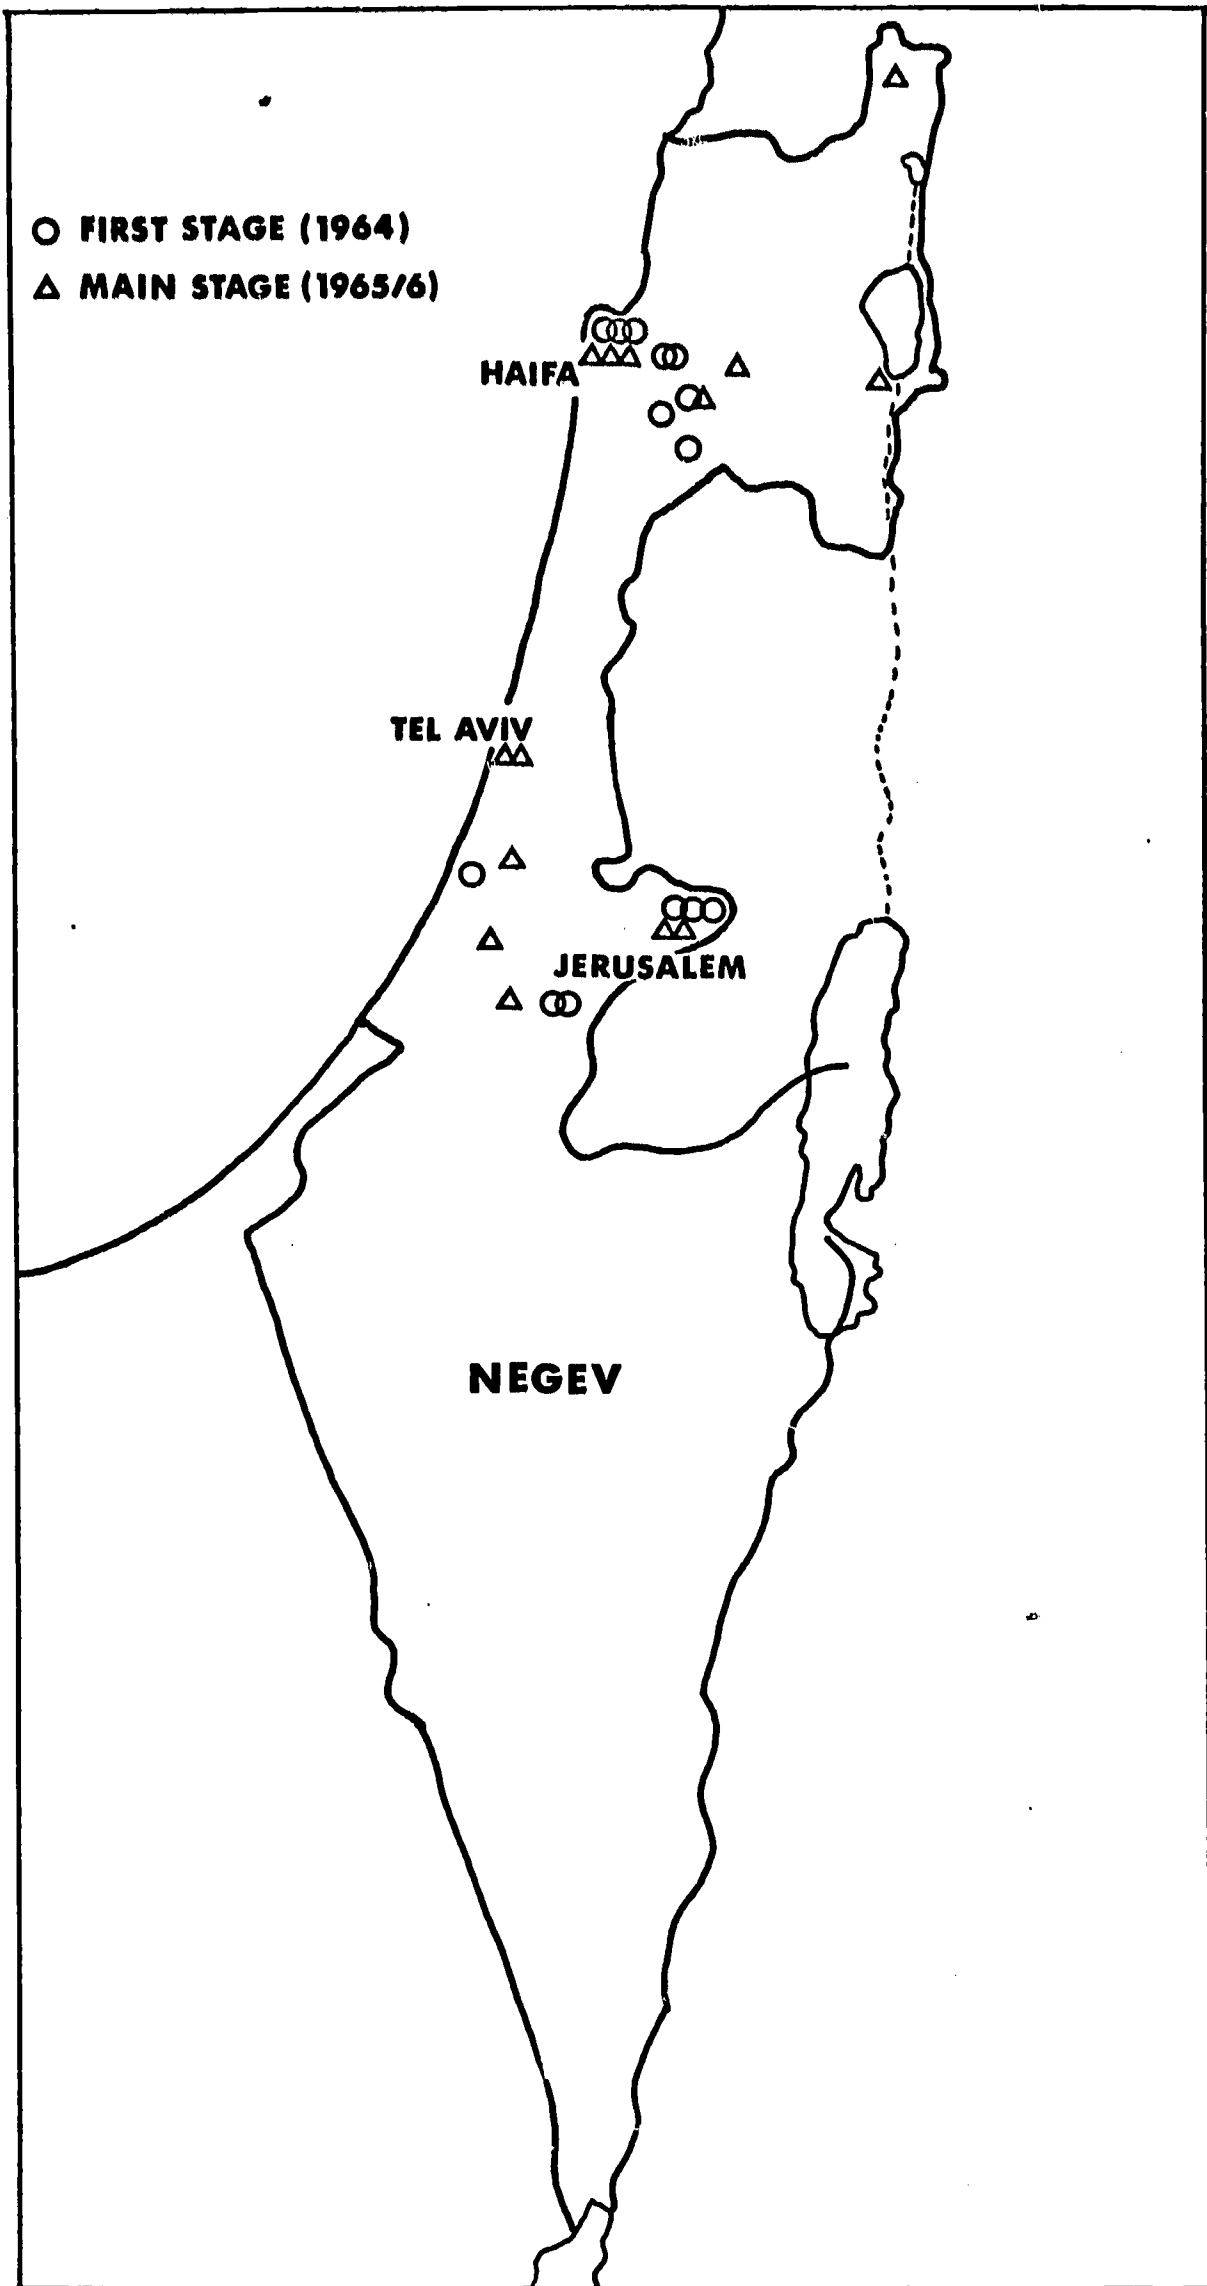 ○ FIRST STAGE (1964)
△ MAIN STAGE (1965/6)
HAIFA
TEL AVIV
JERUSALEM
NEGEV